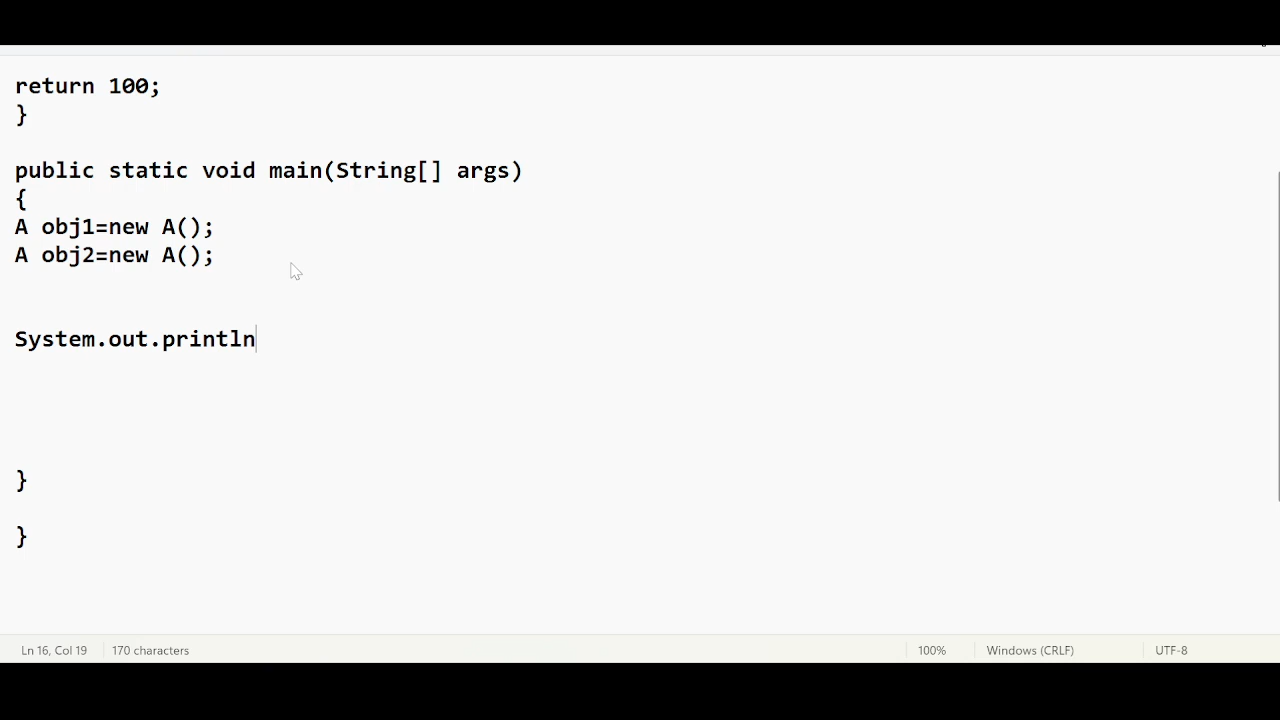 return 100;
}
public static void main(String[] args)
{
A obj1=new A();
A obj2=new A();
System.out.println
}
}
Ln 16, Col 19 170 characters 100% Windows (CRLF) UTF-8